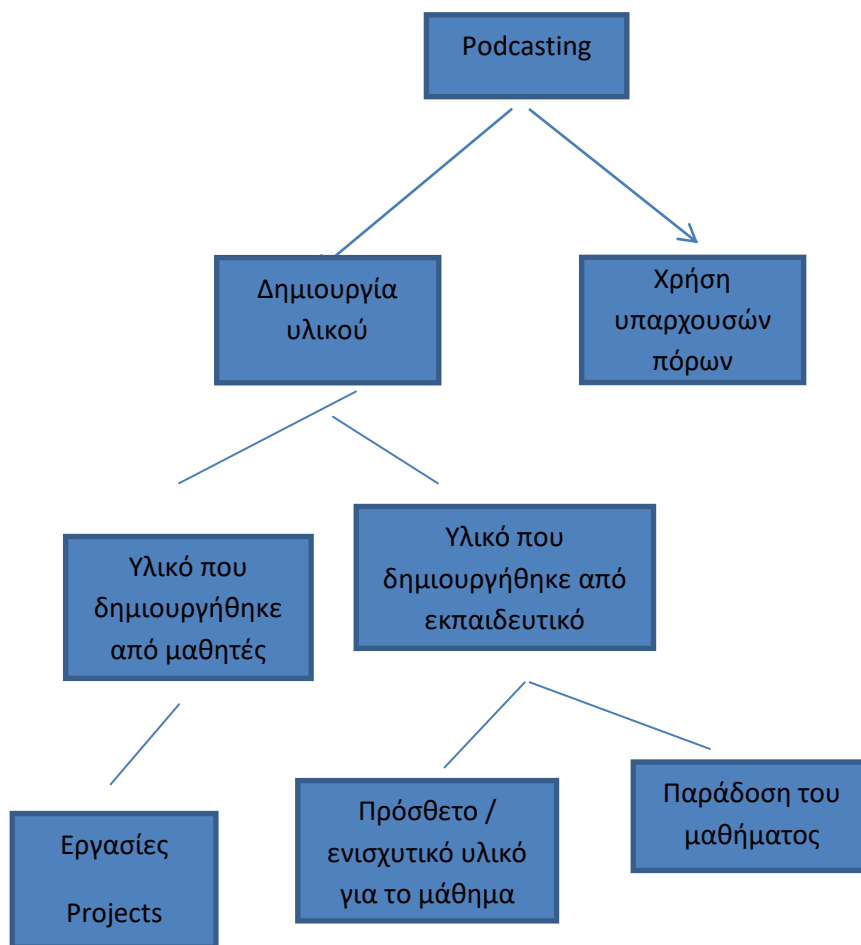 Podcasting
Δημιουργία
υλικού
Χρήση
υπαρχουσών
πόρων
Υλικό που
δημιουργήθηκε
από μαθητές
Υλικό που
δημιουργήθηκε από
εκπαιδευτικό
Εργασίες
Projects
Πρόσθετο /
ενισχυτικό υλικό
για το μάθημα
Παράδοση του
μαθήματος